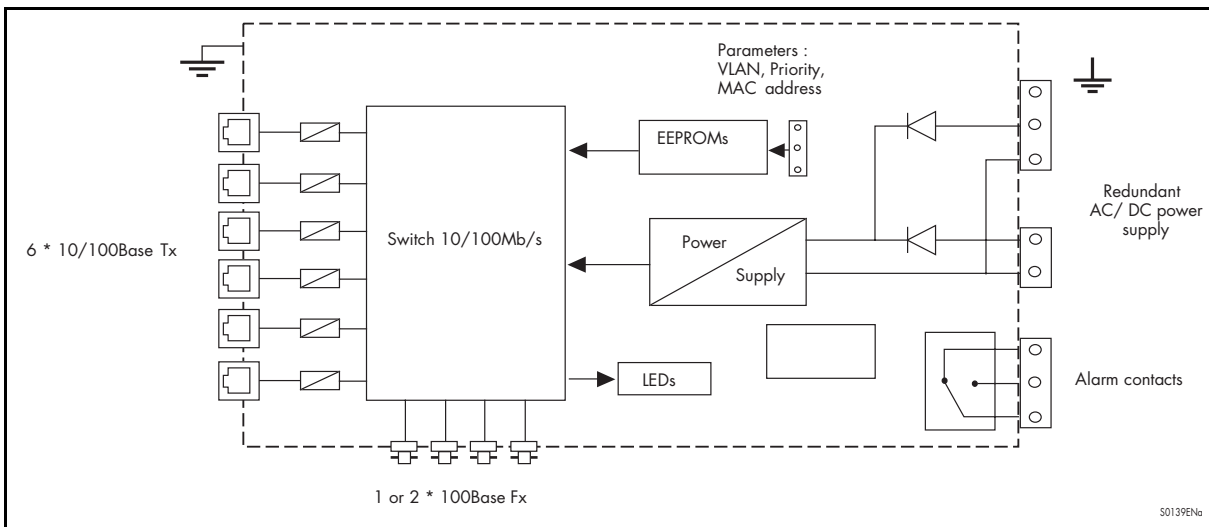 Parameters :
VLAN, Priority,
MAC address
EEPROMs
6 * 10/100Base Tx
Switch 10/100Mb/s
Power
Supply
Redundant
AC/ DC power
supply
LEDs
Alarm contacts
1 or 2 * 100Base Fx
S0139ENa